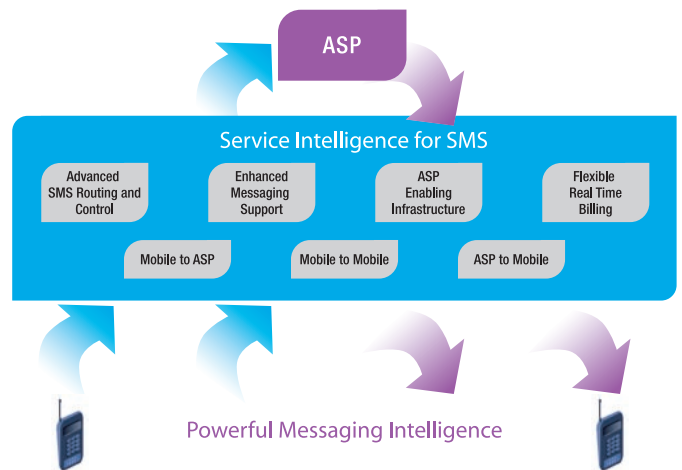 ASP
Service Intelligence for SMS
Advanced
SMS Routing and
Control
Enhanced
Messaging
Support
ASP
Enabling
Infrastructure
Flexible
Real Time
Billing
Mobile to ASP
Mobile to Mobile
ASP to Mobile
Powerful Messaging Intelligence